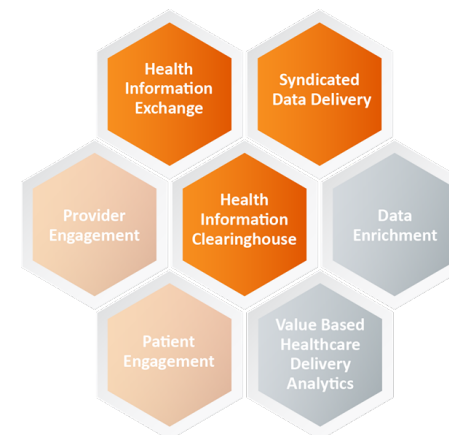 Health
Information
Exchange
Syndicated
Data Delivery
Provider
Engagement
Health
Information
Clearinghouse
Data
Enrichment
Patient
Engagement
Value Based
Healthcare
Delivery
Analytics